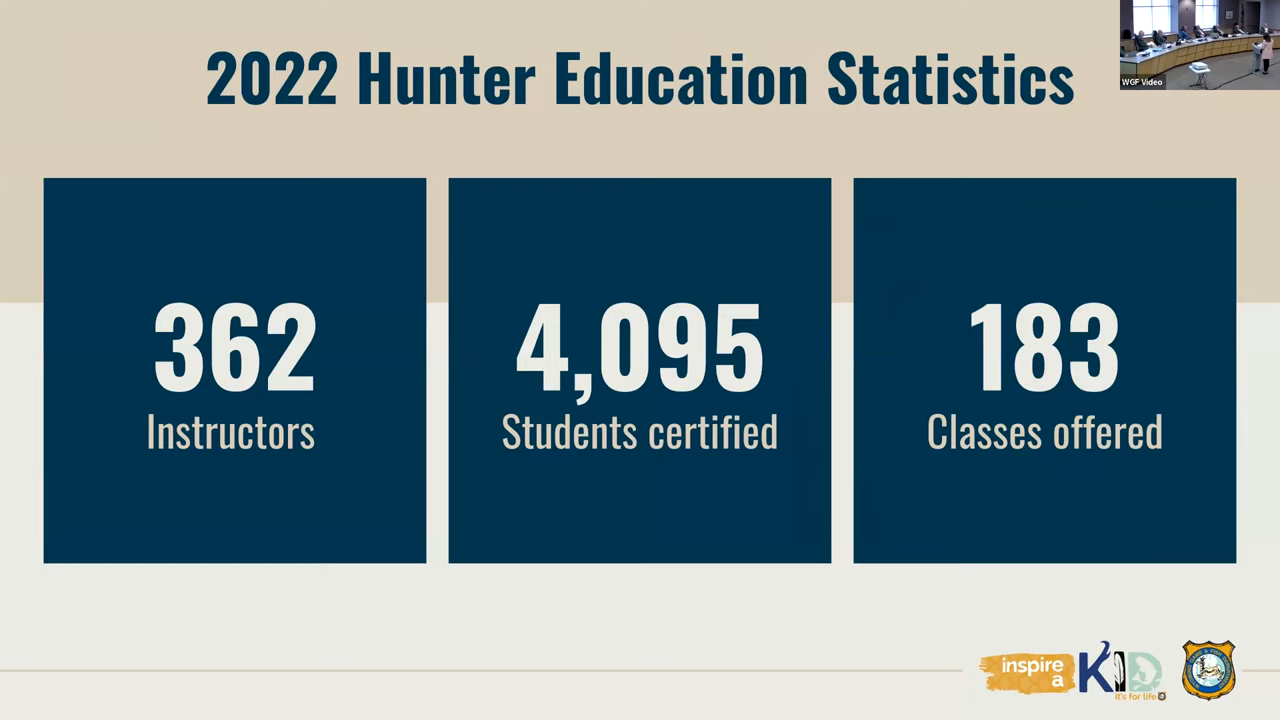 2022 Hunter Education Statistics
WGF Video
362
Instructors
4,095
Students certified
183
Classes offered
inspire
a
KID
it's for life